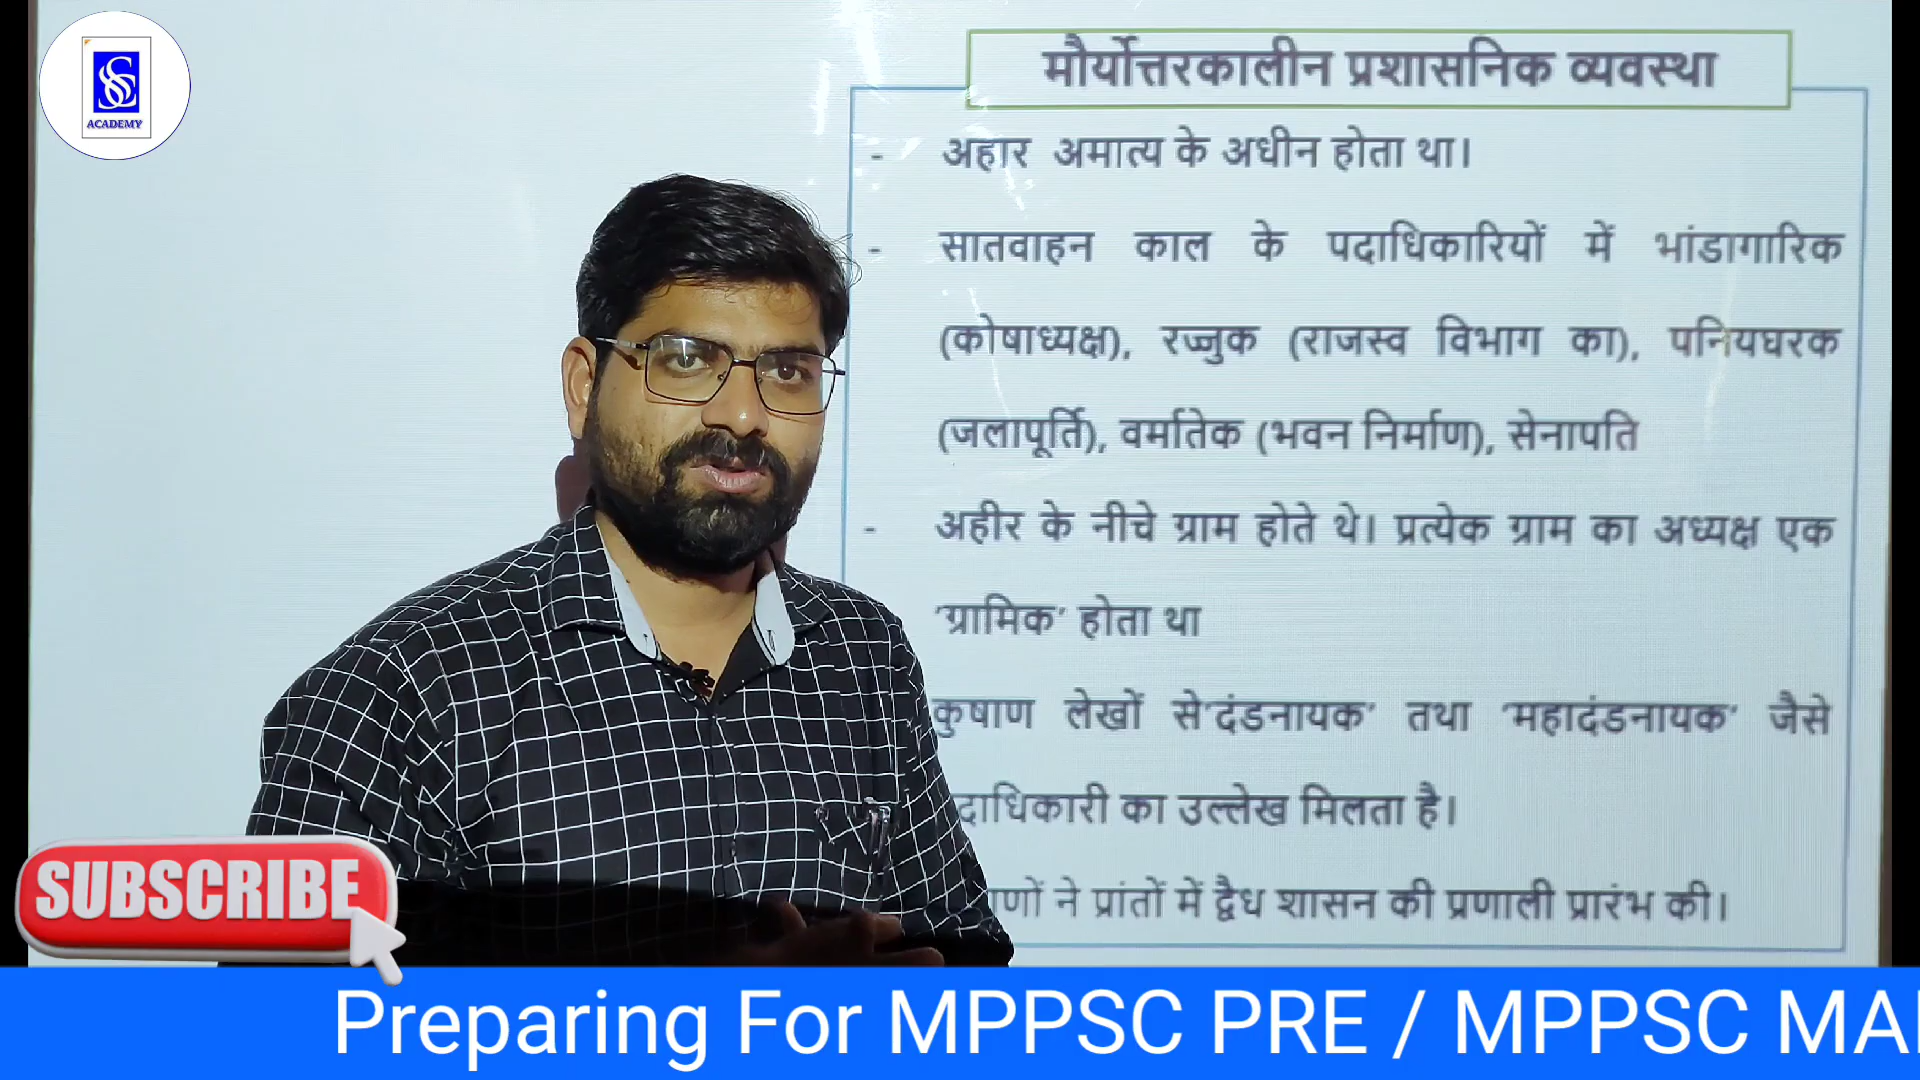 SSC
ACADEMY
मौर्योत्तरकालीन प्रशासनिक व्यवस्था
- अहार अमात्य के अधीन होता था।
- सातवाहन काल के पदाधिकारियों में भांडागारिक
(कोषाध्यक्ष), रज्जुक (राजस्व विभाग का), पनियघरक
(जलापूर्ति), वर्मातेक (भवन निर्माण), सेनापति
- अहीर के नीचे ग्राम होते थे। प्रत्येक ग्राम का अध्यक्ष एक
'ग्रामिक' होता था
कुषाण लेखों से'दंडनायक' तथा 'महादंडनायक' जैसे
दाधिकारी का उल्लेख मिलता है।
णों ने प्रांतों में द्वैध शासन की प्रणाली प्रारंभ की।
SUBSCRIBE
Preparing For MPPSC PRE / MPPSC MAI